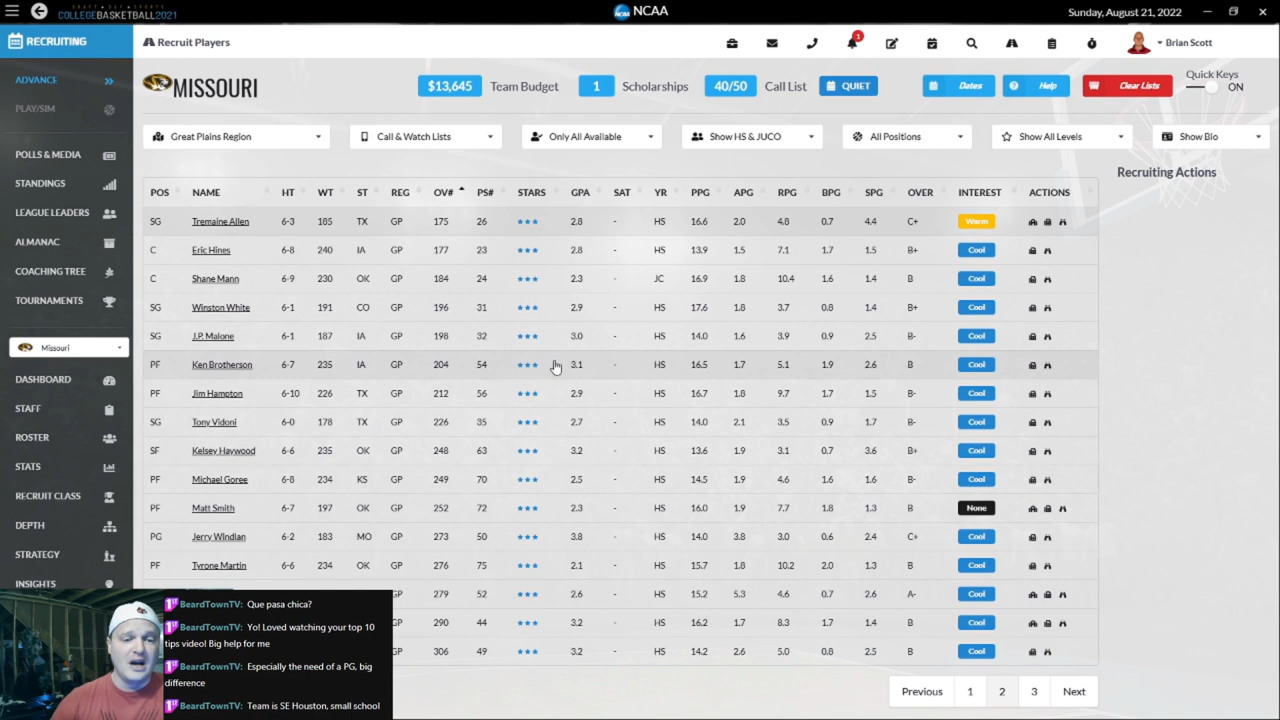 DRAFT DAY SPORTS
COLLEGEBASKETBALL2021
NCAA
Sunday, August 21, 2022
RECRUITING
Recruit Players
1
Brian Scott
ADVANCE
PLAY/SIM
POLLS & MEDIA
STANDINGS
LEAGUE LEADERS
ALMANAC
COACHING TREE
TOURNAMENTS
Missouri
DASHBOARD
STAFF
ROSTER
STATS
RECRUIT CLASS
DEPTH
STRATEGY
INSIGHTS
MISSOURI
$13,645 Team Budget 1 Scholarships 40/50 Call List QUIET Dates Help Clear Lists Quick Keys ON
Great Plains Region Call & Watch Lists Only All Available Show HS & JUCO All Positions Show All Levels Show Bio
Recruiting Actions
POS NAME HT WT ST REG OV# PS# STARS GPA SAT YR PPG APG RPG BPG SPG OVER INTEREST ACTIONS
SG Tremaine Allen 6-3 185 TX GP 175 26 ★★★ 2.8 - HS 16.6 2.0 4.8 0.7 4.4 C+ Warm
C Eric Hines 6-8 240 IA GP 177 23 ★★★ 2.8 - HS 13.9 1.5 7.1 1.7 1.5 B+ Cool
C Shane Mann 6-9 230 OK GP 184 24 ★★★ 2.3 - JC 16.9 1.8 10.4 1.6 1.4 B Cool
SG Winston White 6-1 191 CO GP 196 31 ★★★ 2.9 - HS 17.6 1.8 3.7 0.8 1.4 B+ Cool
SG J.P. Malone 6-1 187 IA GP 198 32 ★★★ 3.0 - HS 14.0 1.6 3.9 0.9 2.5 B- Cool
PF Ken Brotherson 6-7 235 IA GP 204 54 ★★★ 3.1 - HS 16.5 1.7 5.1 1.9 2.6 B Cool
PF Jim Hampton 6-10 226 TX GP 212 56 ★★★ 2.9 - HS 16.7 1.8 9.7 1.7 1.5 B- Cool
SG Tony Vidoni 6-0 178 TX GP 226 35 ★★★ 2.7 - HS 14.0 2.1 3.5 0.9 1.7 B- Cool
SF Kelsey Haywood 6-6 235 OK GP 248 63 ★★★ 3.2 - HS 13.6 1.9 3.1 0.7 3.6 B+ Cool
PF Michael Goree 6-8 234 KS GP 249 70 ★★★ 2.5 - HS 14.7 1.9 4.6 1.6 1.6 B- Cool
PF Matt Smith 6-7 197 OK GP 252 72 ★★★ 2.3 - HS 16.0 1.9 7.7 1.8 1.3 B None
PG Jerry Windian 6-2 183 MO GP 273 50 ★★★ 3.8 - HS 14.0 3.8 3.0 0.6 2.4 C+ Cool
PF Tyrone Martin 6-6 234 OK GP 276 75 ★★★ 2.1 - HS 15.7 1.8 10.2 2.0 1.3 B Cool
279 52 ★★★ 2.6 - HS 15.2 5.3 4.6 0.7 2.6 A- Cool
290 44 ★★★ 3.2 - HS 16.2 2.0 3.2 1.7 1.4 B Cool
306 49 ★★★ 3.2 - HS 14.2 2.6 5.0 0.8 2.5 B Cool
Previous 1 2 3 Next
BeardTownTV: Que pasa chica?
BeardTownTV: Yo! Loved watching your top 10
tips video! Big help for me
BeardTownTV: Especially the need of a PG, big
difference
BeardTownTV: Team is SE Houston, small school